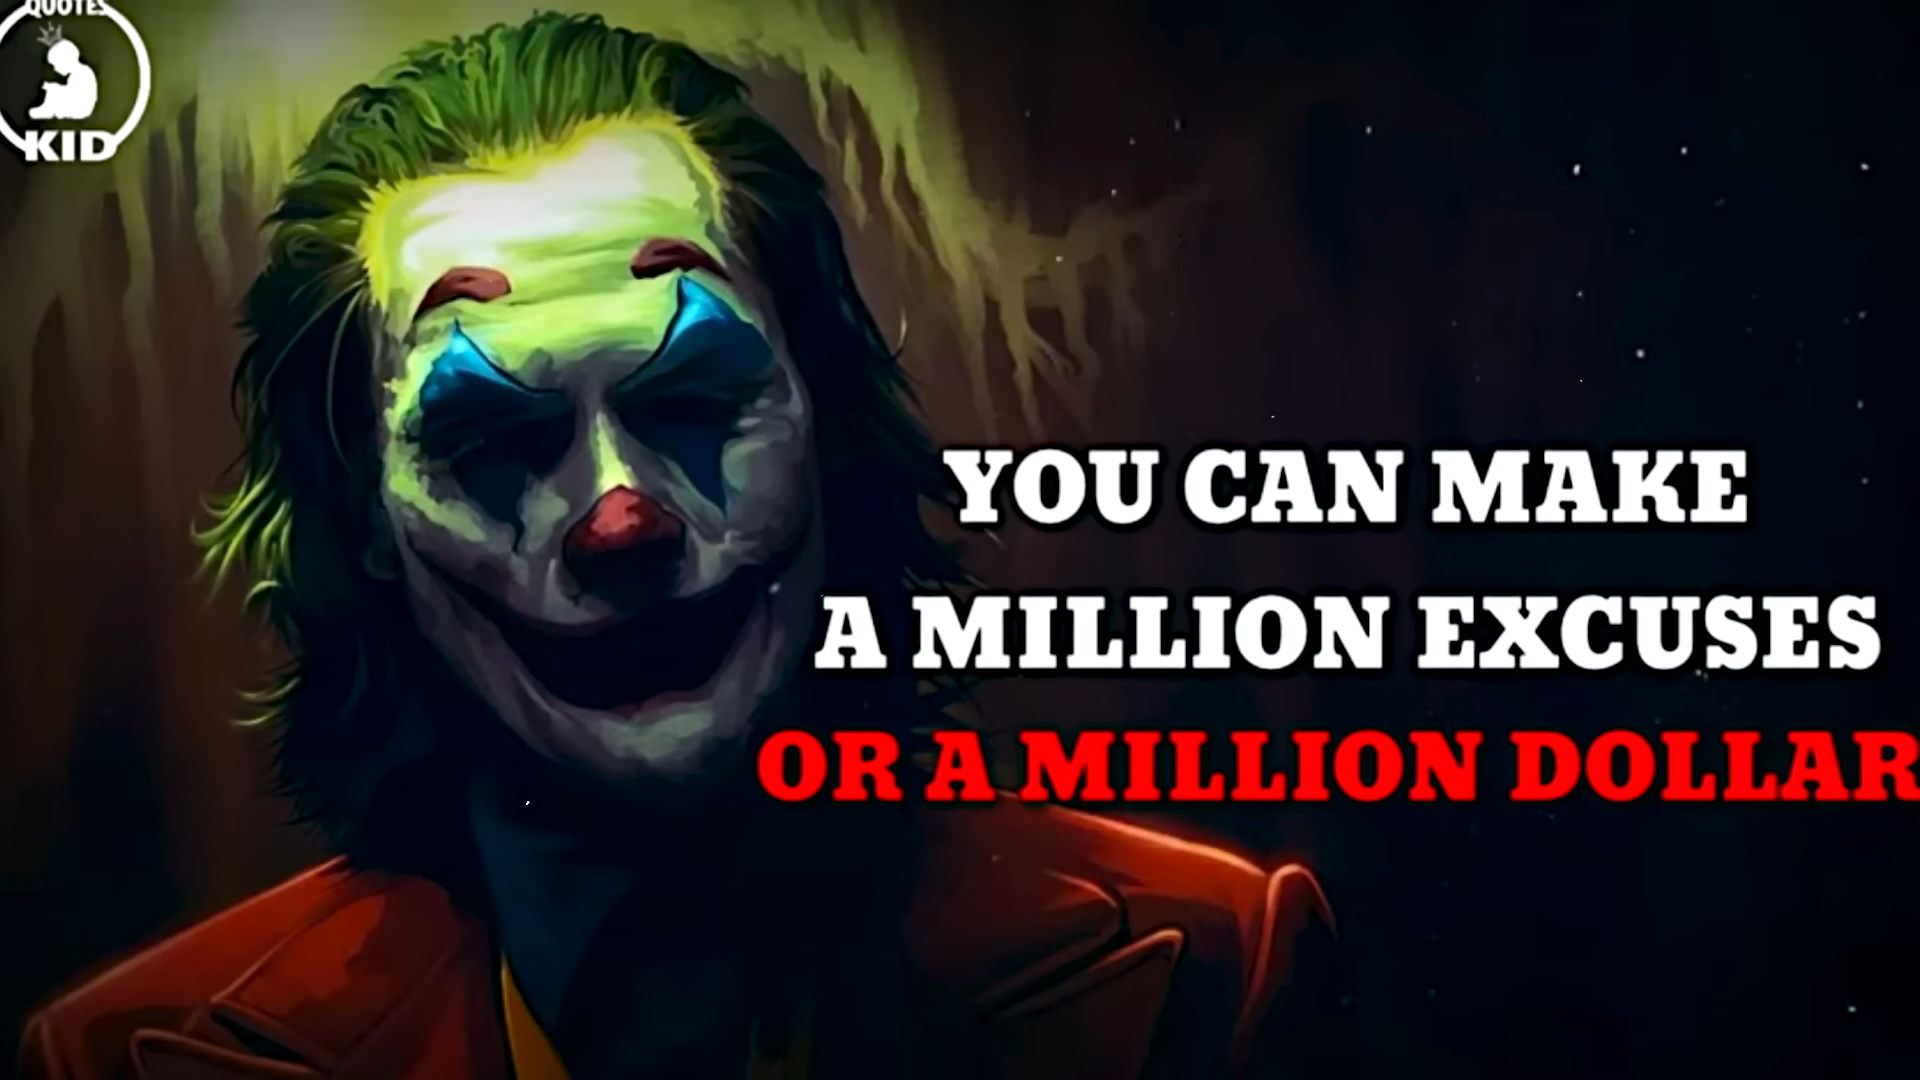 QUOTES
KID
YOU CAN MAKE
A MILLION EXCUSES
OR A MILLION DOLLAR